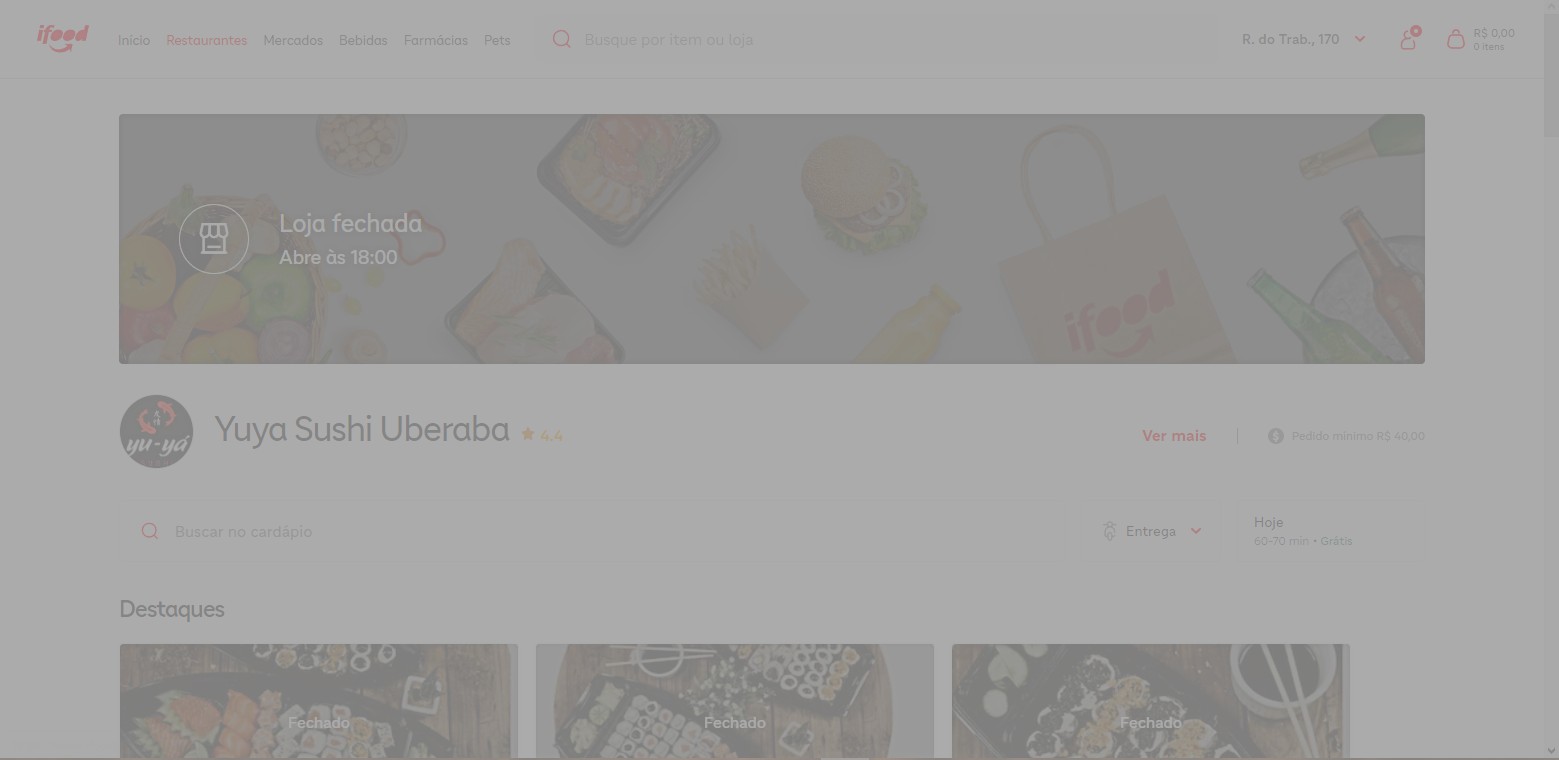 ifood
Início Restaurantes Mercados Bebidas Farmácias Pets
Busque por item ou loja
R. do Trab., 170
R$ 0,00
0 itens
Loja fechada
Abre às 18:00
ifood
yu-yá
Yuya Sushi Uberaba 4.4
Ver mais
Pedido mínimo R$ 40,00
Buscar no cardápio
Entrega
Hoje
60-70 min • Grátis
Destaques
Fechado Fechado Fechado